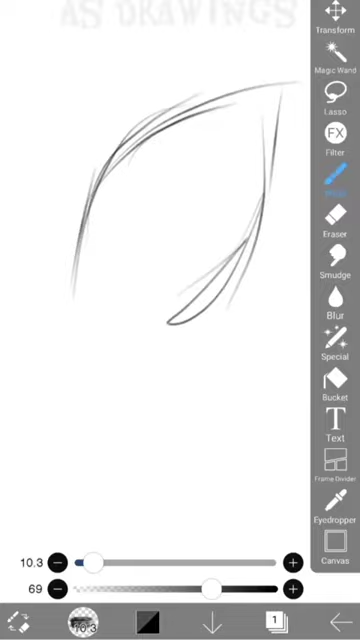 AS DRAWINGS
Transform
Magic Wand
Lasso
FX
Filter
Eraser
Smudge
Blur
Special
Bucket
T
Text
Frame Divider
Eyedropper
Canvas
10.3
69
10.3
1